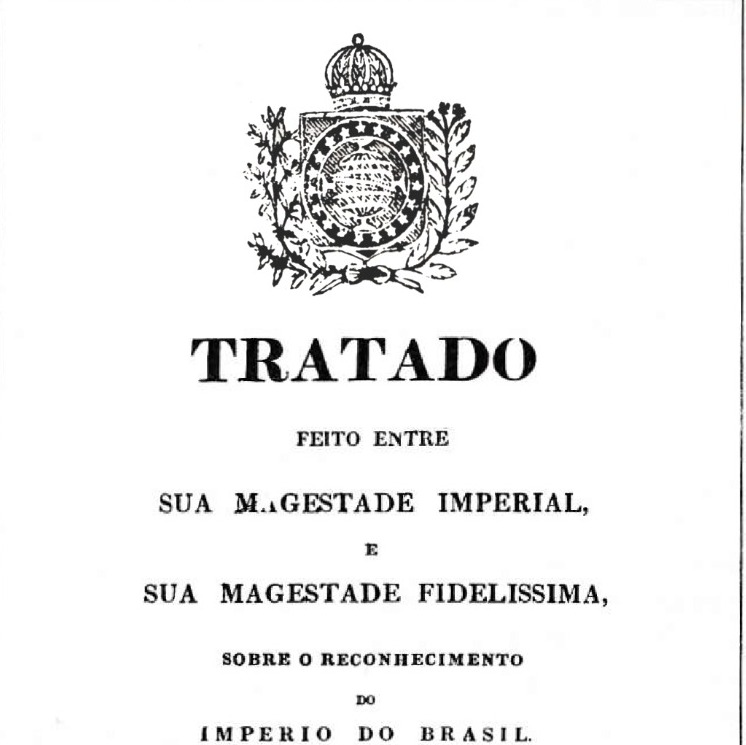 TRATADO
FEITO ENTRE
SUA MAGESTADE IMPERIAL,
E
SUA MAGESTADE FIDELISSIMA,
SOBRE O RECONHECIMENTO
DO
IMPERIO DO BRASIL.